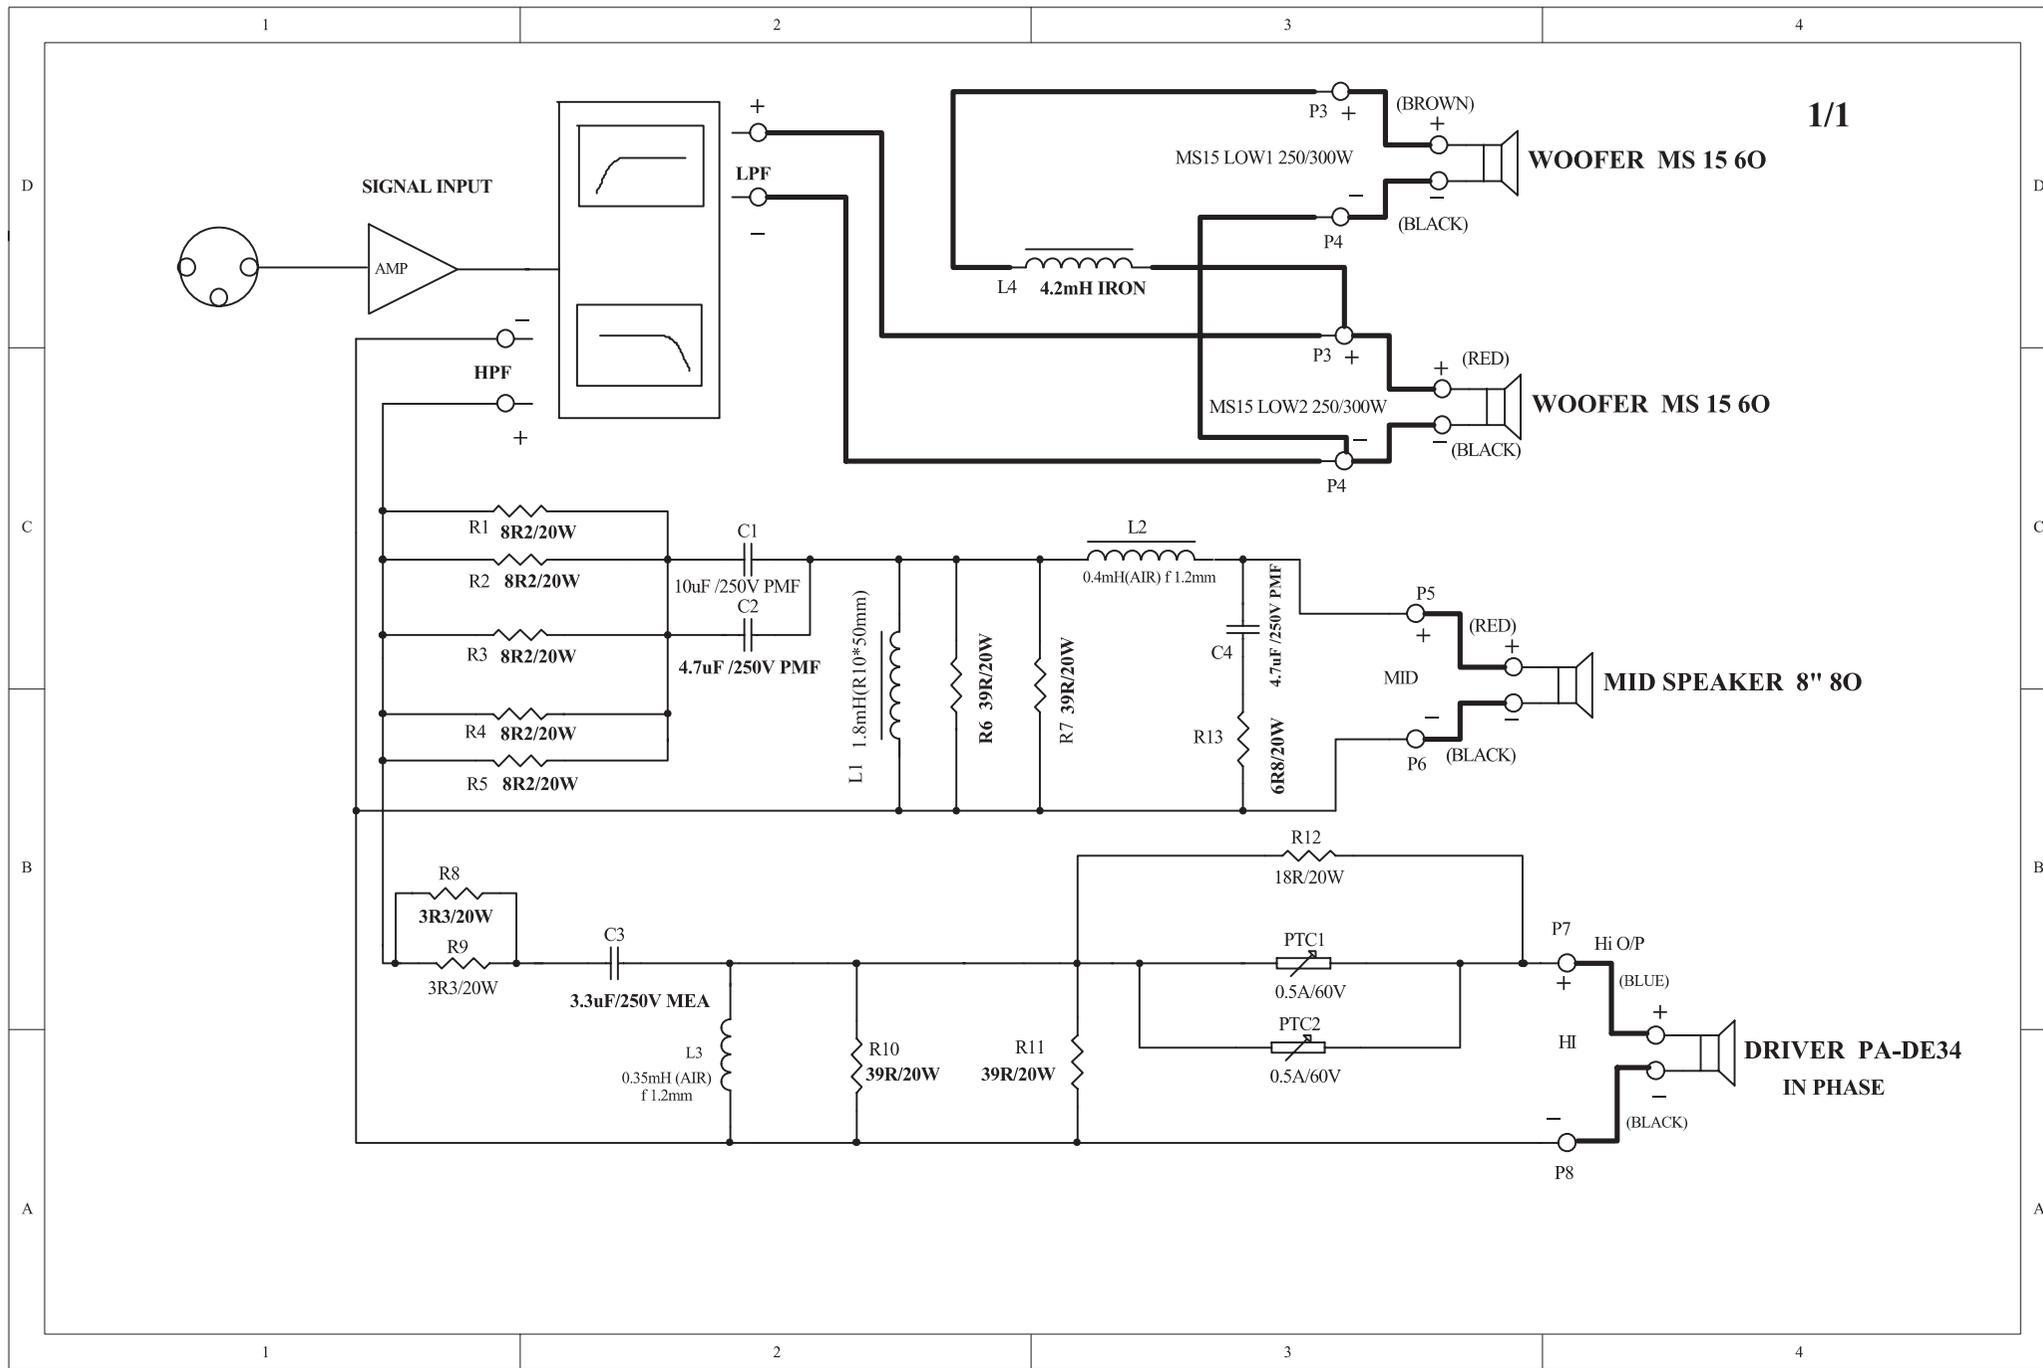 1 2 3 4
D D
C C
B B
A A
1/1
SIGNAL INPUT
AMP
+
LPF
−
−
HPF
+
P3 +
(BROWN)
+
MS15 LOW1 250/300W
WOOFER MS 15 6O
−
−
P4
(BLACK)
L4 4.2mH IRON
P3 +
+ (RED)
MS15 LOW2 250/300W
WOOFER MS 15 6O
−
− (BLACK)
P4
R1 8R2/20W
R2 8R2/20W
R3 8R2/20W
R4 8R2/20W
R5 8R2/20W
C1
10uF /250V PMF
C2
4.7uF /250V PMF
L1 1.8mH(R10*50mm)
R6 39R/20W
R7 39R/20W
L2
0.4mH(AIR) f 1.2mm
C4
4.7uF /250V PMF
R13
6R8/20W
P5
+
(RED)
+
MID
MID SPEAKER 8" 8O
−
−
P6 (BLACK)
R8
3R3/20W
R9
3R3/20W
C3
3.3uF/250V MEA
L3
0.35mH (AIR)
f 1.2mm
R10
39R/20W
R11
39R/20W
R12
18R/20W
PTC1
0.5A/60V
PTC2
0.5A/60V
P7
Hi O/P
+
(BLUE)
+
HI
DRIVER PA-DE34
IN PHASE
−
−
(BLACK)
P8
1 2 3 4